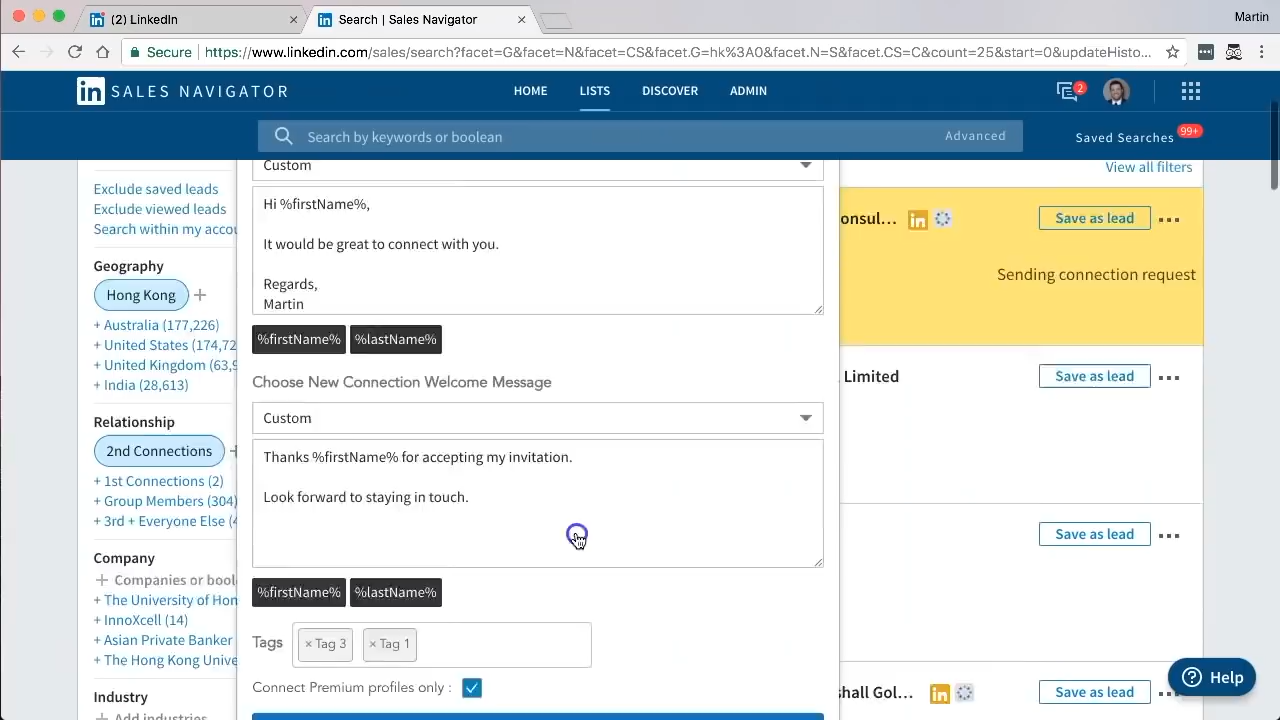 (2) LinkedIn
Search | Sales Navigator
Martin
Secure
https://www.linkedin.com/sales/search?facet=G&facet=N&facet=CS&facet.G=hk%3A0&facet.N=S&facet.CS=C&count=25&start=0&updateHisto...
in SALES NAVIGATOR
HOME
LISTS
DISCOVER
ADMIN
2
Search by keywords or boolean
Advanced
Saved Searches
99+
View all filters
Exclude saved leads
Exclude viewed leads
Search within my accou
Geography
Hong Kong +
+ Australia (177,226)
+ United States (174,72
+ United Kingdom (63,9
+ India (28,613)
Relationship
2nd Connections
+ 1st Connections (2)
+ Group Members (304)
+ 3rd + Everyone Else (4
Company
+ Companies or bool
+ The University of Hon
+ InnoXcell (14)
+ Asian Private Banker
+ The Hong Kong Unive
Industry
+ Add industries
Custom
Hi %firstName%,
It would be great to connect with you.
Regards,
Martin
%firstName% %lastName%
Choose New Connection Welcome Message
Custom
Thanks %firstName% for accepting my invitation.
Look forward to staying in touch.
%firstName% %lastName%
Tags
× Tag 3 × Tag 1
Connect Premium profiles only :
onsul... in
Save as lead
Sending connection request
Limited
Save as lead
Save as lead
shall Gol... in
Save as lead
? Help